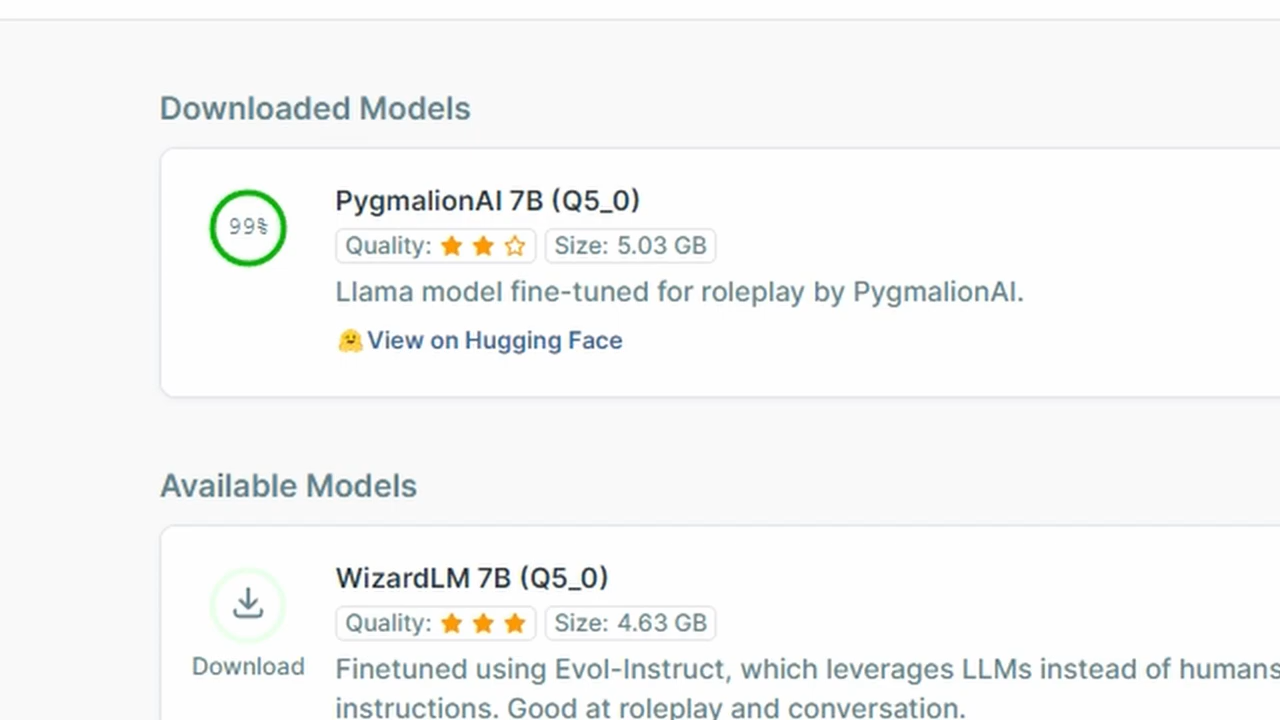 Downloaded Models
99%
PygmalionAI 7B (Q5_0)
Quality:
Size: 5.03 GB
Llama model fine-tuned for roleplay by PygmalionAI.
View on Hugging Face
Available Models
WizardLM 7B (Q5_0)
Quality:
Size: 4.63 GB
Download
Finetuned using Evol-Instruct, which leverages LLMs instead of humans
instructions. Good at roleplay and conversation.